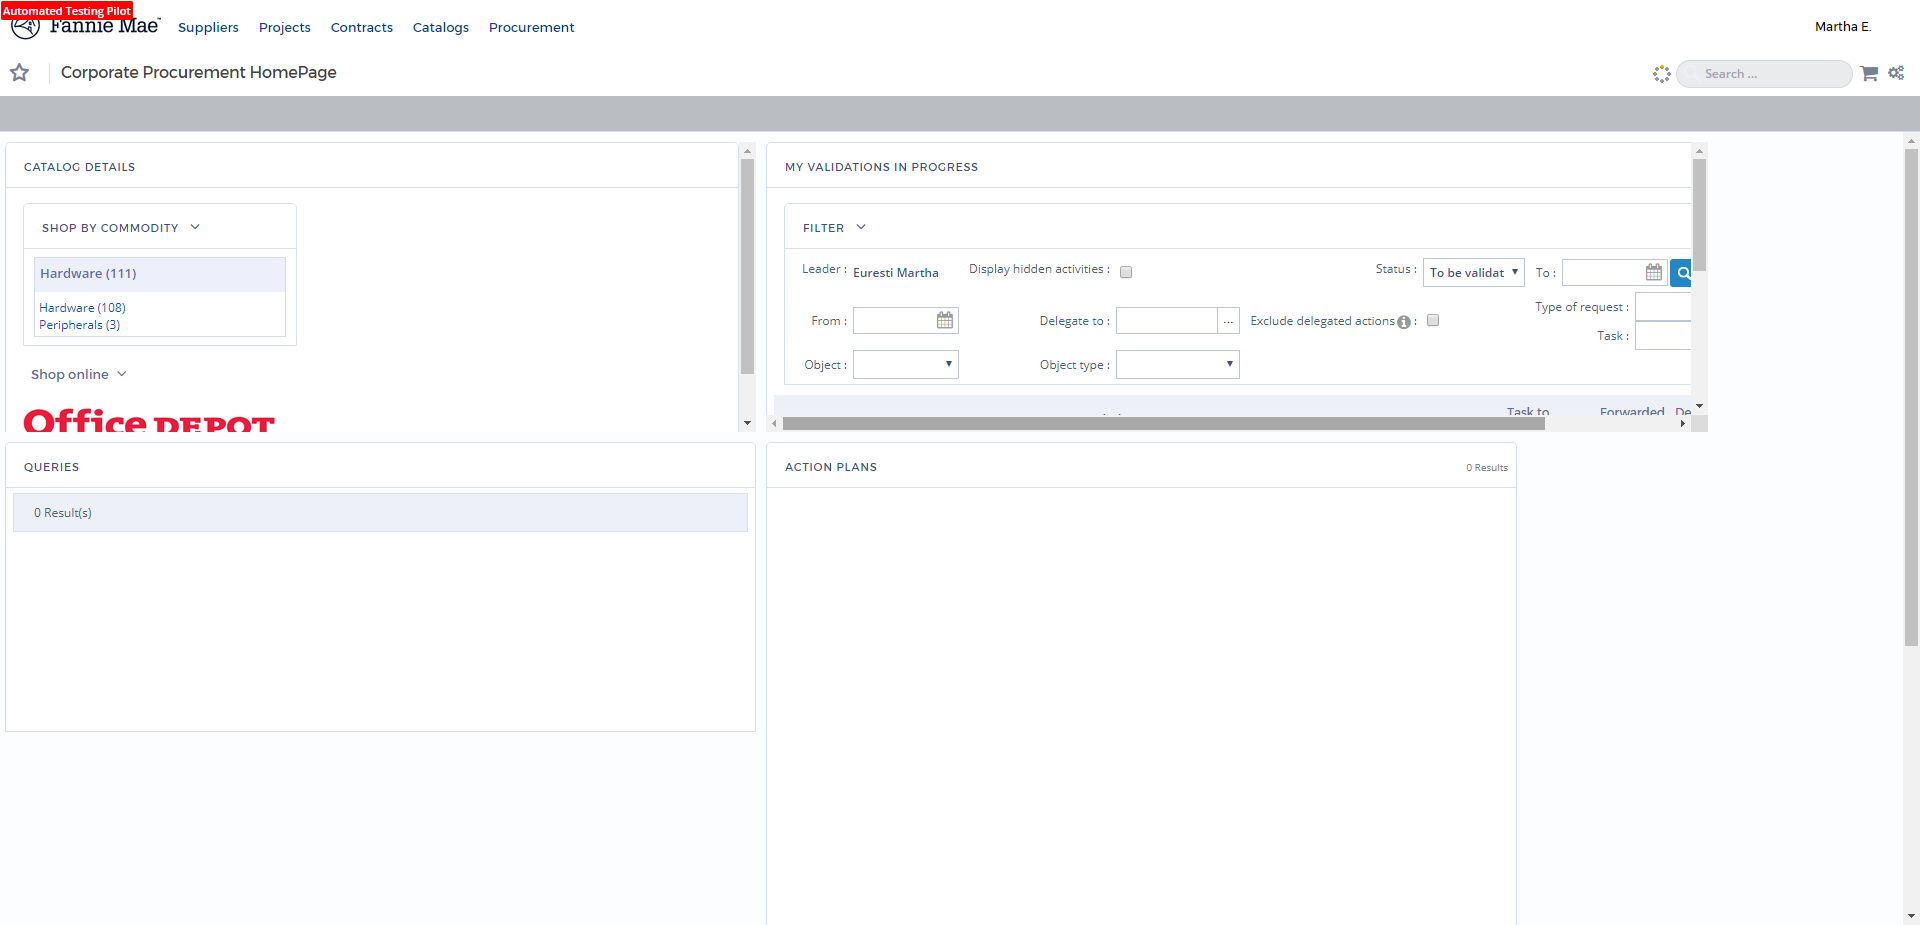 Automated Testing Pilot
Fannie Mae
Suppliers Projects Contracts Catalogs Procurement
Martha E.
Corporate Procurement HomePage
Search ...
CATALOG DETAILS
SHOP BY COMMODITY
Hardware (111)
Hardware (108)
Peripherals (3)
Shop online
Office DEPOT
MY VALIDATIONS IN PROGRESS
FILTER
Leader : Euresti Martha Display hidden activities : Status : To be validat To :
Type of request :
From : Delegate to : ... Exclude delegated actions :
Task :
Object : Object type :
Task to Forwarded De
QUERIES
0 Result(s)
ACTION PLANS
0 Results